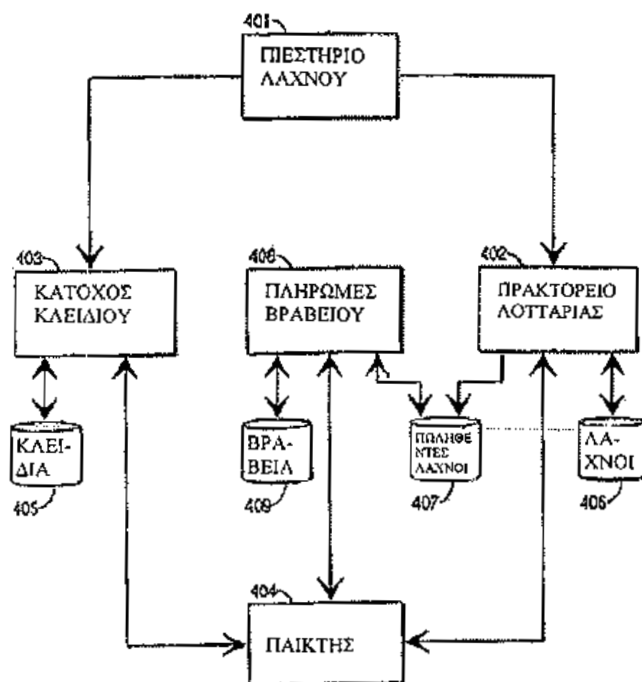 401
ΠΙΕΣΤΗΡΙΟ
ΛΑΧΝΟΥ
403
ΚΑΤΟΧΟΣ
ΚΛΕΙΔΙΟΥ
408
ΠΛΗΡΩΜΕΣ
ΒΡΑΒΕΙΟΥ
402
ΠΡΑΚΤΟΡΕΙΟ
ΛΟΤΤΑΡΙΑΣ
ΚΛΕΙ-
ΔΙΑ
405
ΒΡΑ-
ΒΕΙΑ
409
ΠΩΛΗΘΕ
ΝΤΕΣ
ΛΑΧΝΟΙ
407
ΛΑ-
ΧΝΟΙ
406
404
ΠΑΙΚΤΗΣ